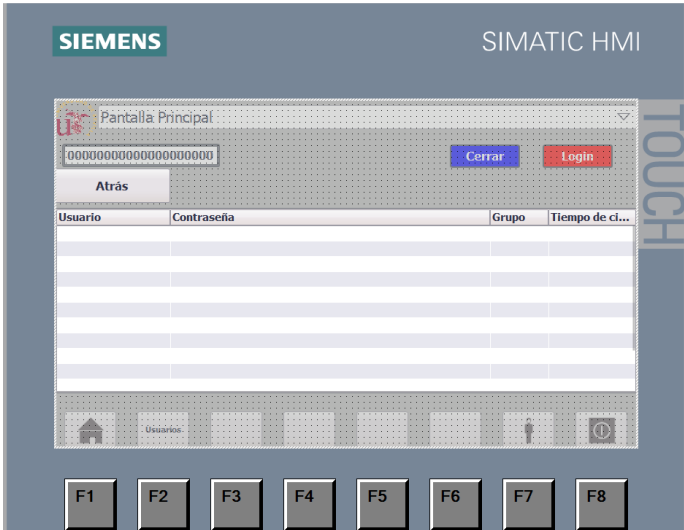 SIEMENS
SIMATIC HMI
TOUCH
Pantalla Principal
00000000000000000000
Cerrar
Login
Atrás
Usuario
Contraseña
Grupo
Tiempo de ci...
Usuarios
F1
F2
F3
F4
F5
F6
F7
F8